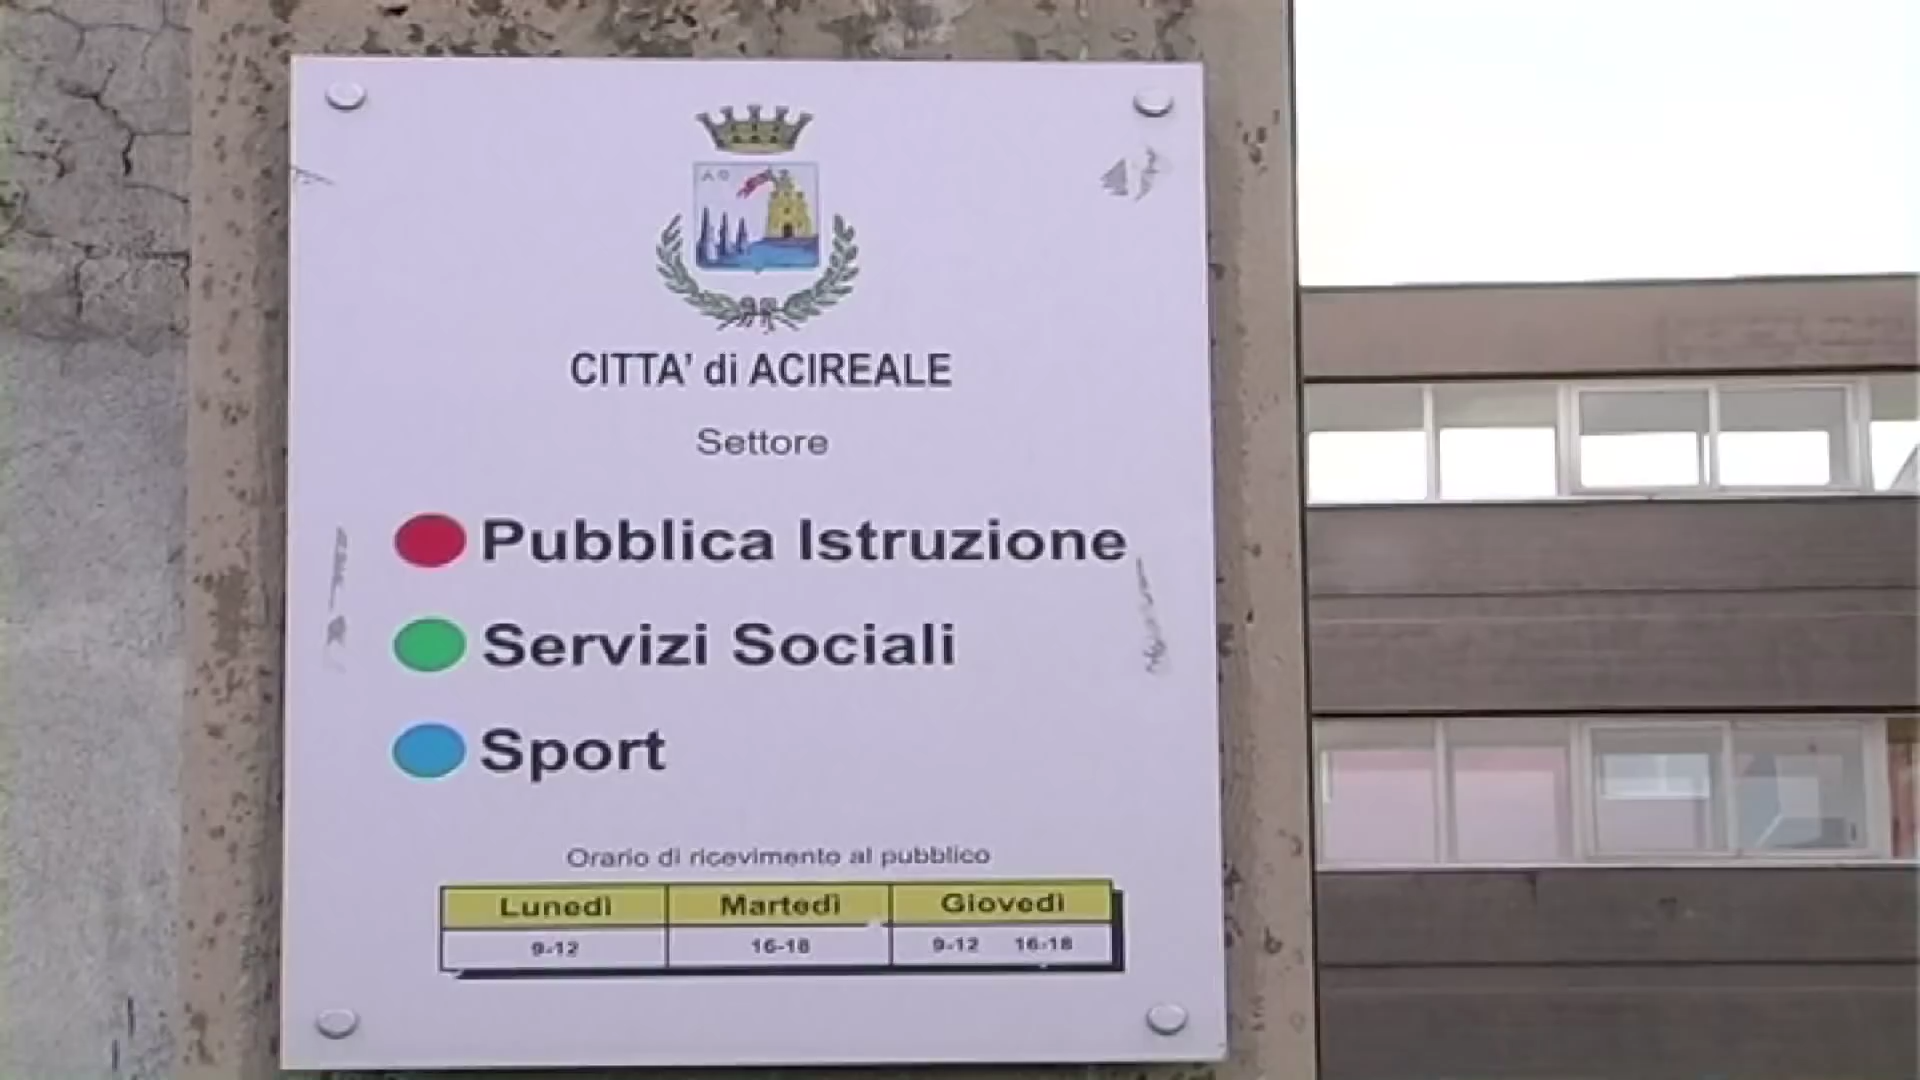 CITTA' di ACIREALE
Settore
Pubblica Istruzione
Servizi Sociali
Sport
Orario di ricevimento al pubblico
Lunedì Martedì Giovedì
9-12 16-18 9-12 16-18